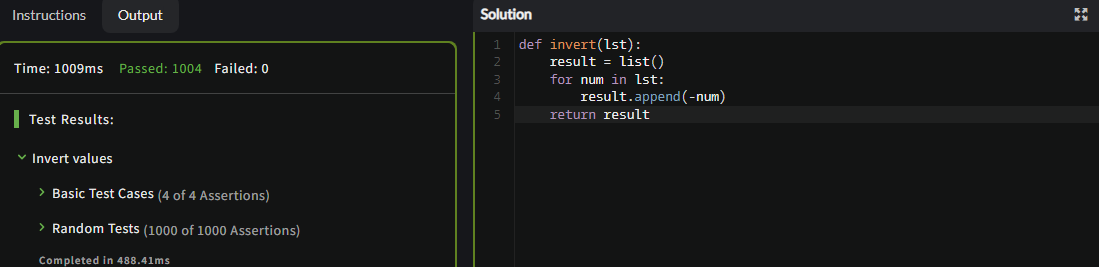 Instructions Output
Time: 1009ms Passed: 1004 Failed: 0
Test Results:
Invert values
Basic Test Cases (4 of 4 Assertions)
Random Tests (1000 of 1000 Assertions)
Completed in 488.41ms
Solution
1 def invert(lst):
2     result = list()
3     for num in lst:
4         result.append(-num)
5     return result